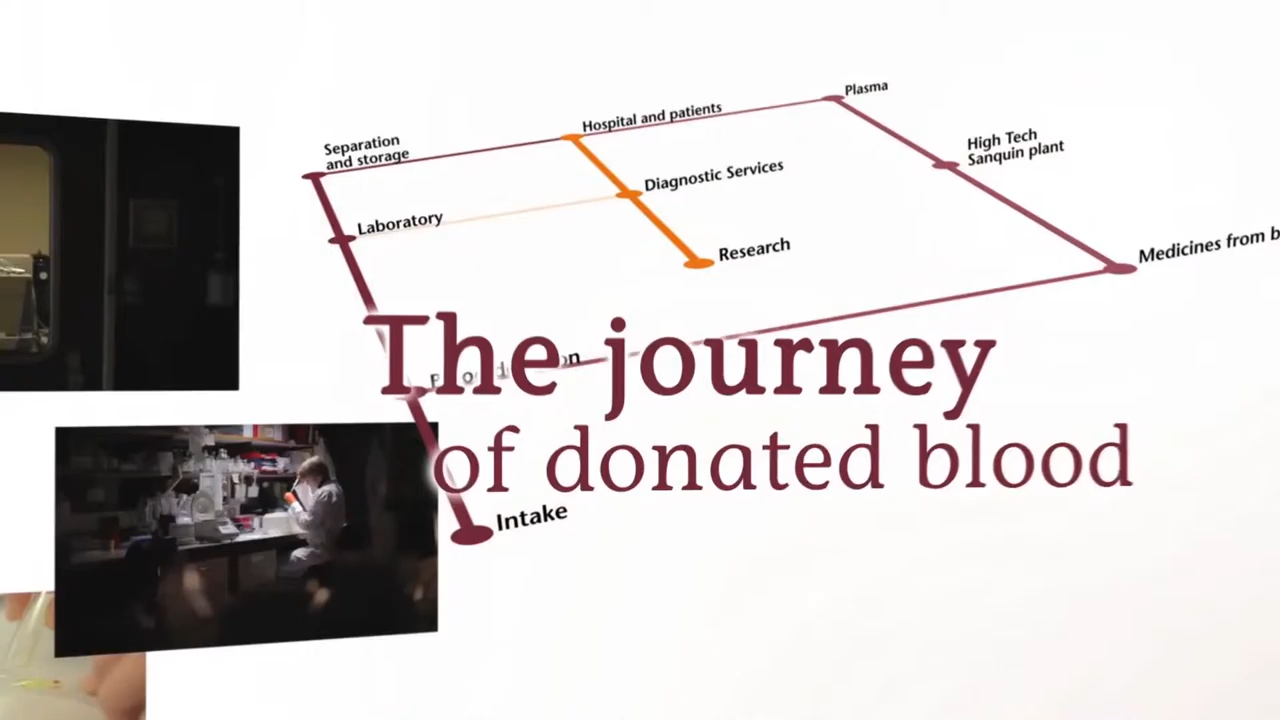 Plasma
Hospital and patients
High Tech
Sanquin plant
Separation
and storage
Diagnostic Services
Laboratory
Research
Medicines from b
The journey
of donated blood
Intake